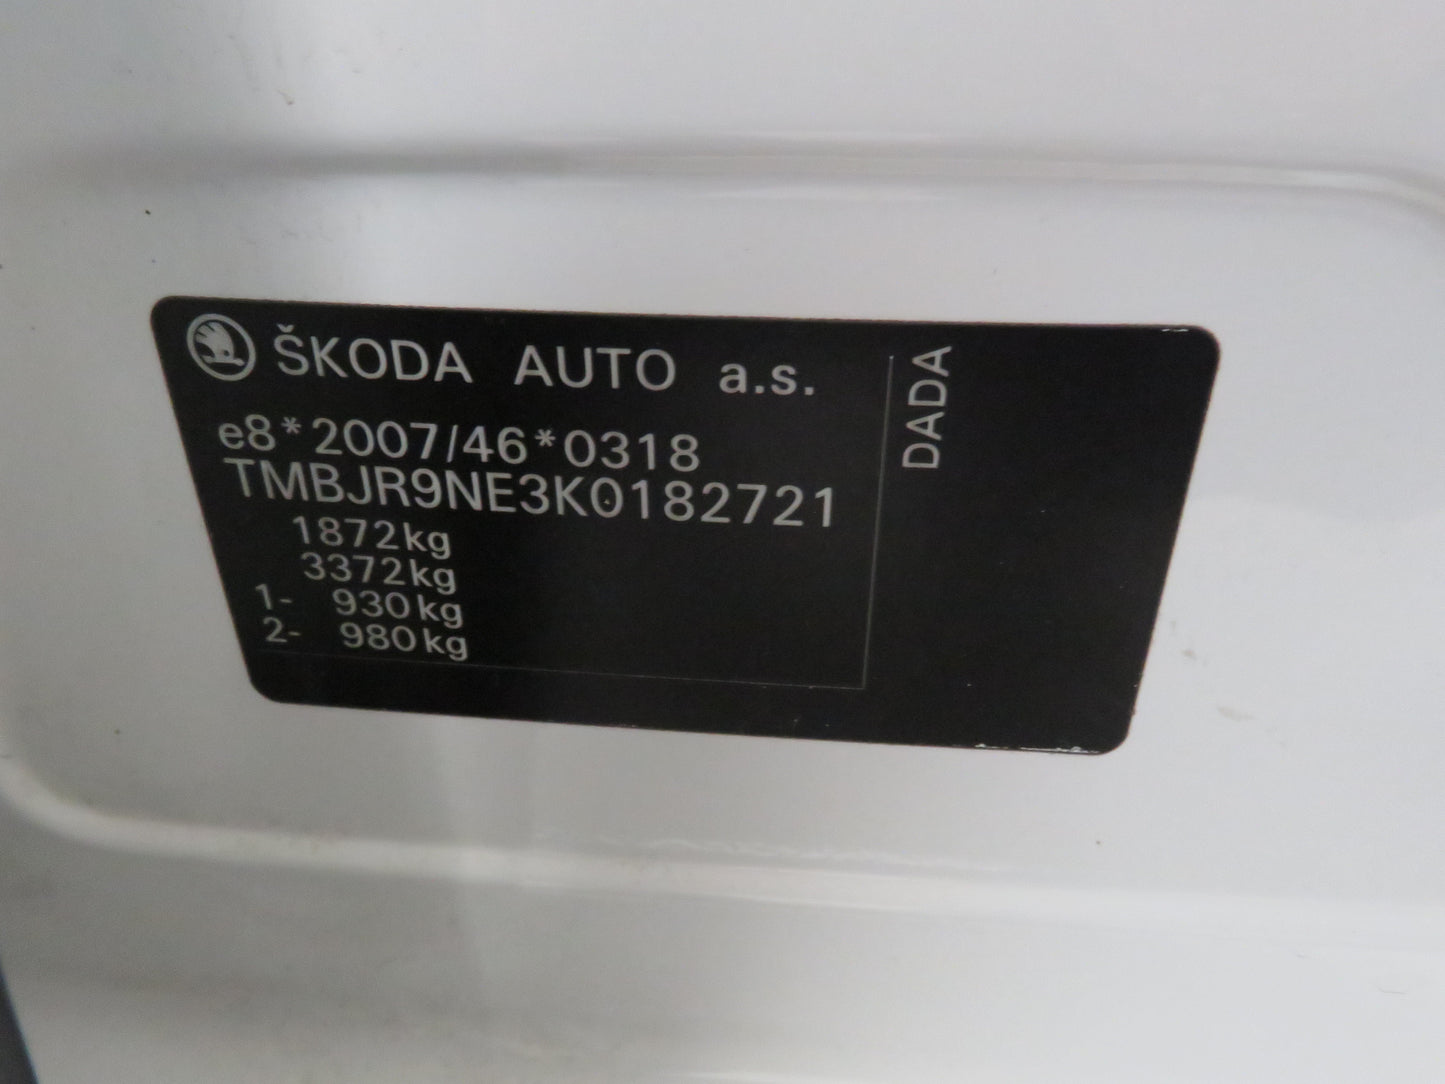 ŠKODA AUTO a.s.
e8*2007/46*0318
TMBJR9NE3K0182721
1872kg
3372kg
1- 930kg
2- 980kg
DADA